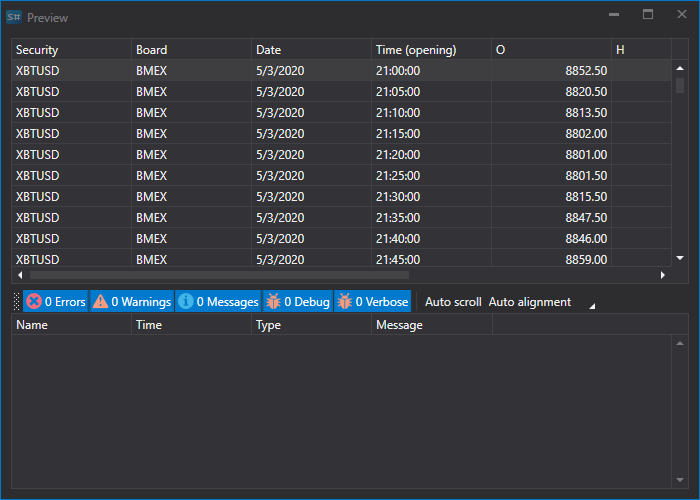 S# Preview
Security Board Date Time (opening) O H
XBTUSD BMEX 5/3/2020 21:00:00 8852.50
XBTUSD BMEX 5/3/2020 21:05:00 8820.50
XBTUSD BMEX 5/3/2020 21:10:00 8813.50
XBTUSD BMEX 5/3/2020 21:15:00 8802.00
XBTUSD BMEX 5/3/2020 21:20:00 8801.00
XBTUSD BMEX 5/3/2020 21:25:00 8801.50
XBTUSD BMEX 5/3/2020 21:30:00 8815.50
XBTUSD BMEX 5/3/2020 21:35:00 8847.50
XBTUSD BMEX 5/3/2020 21:40:00 8846.00
XBTUSD BMEX 5/3/2020 21:45:00 8859.00
0 Errors 0 Warnings 0 Messages 0 Debug 0 Verbose Auto scroll Auto alignment
Name Time Type Message